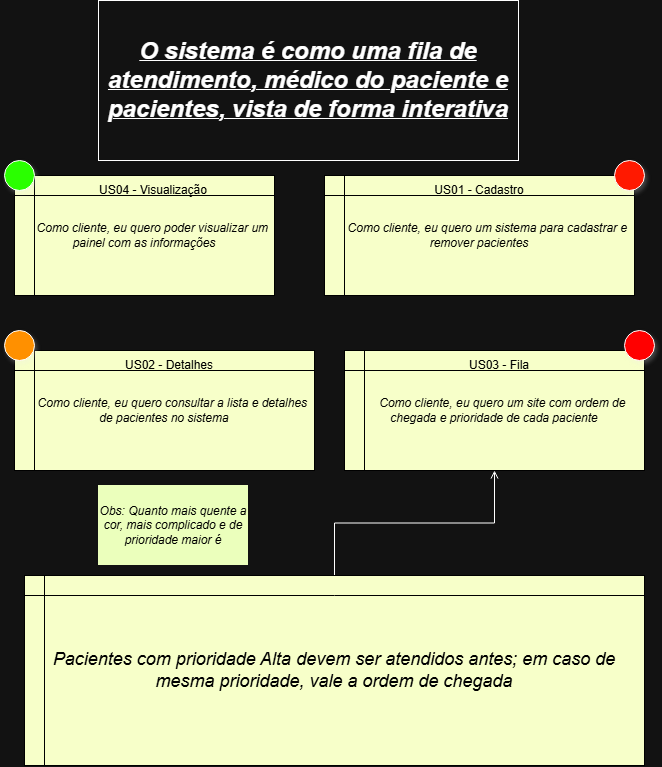 O sistema é como uma fila de
atendimento, médico do paciente e
pacientes, vista de forma interativa
US04 - Visualização
Como cliente, eu quero poder visualizar um
painel com as informações
US01 - Cadastro
Como cliente, eu quero um sistema para cadastrar e
remover pacientes
US02 - Detalhes
Como cliente, eu quero consultar a lista e detalhes
de pacientes no sistema
US03 - Fila
Como cliente, eu quero um site com ordem de
chegada e prioridade de cada paciente
Obs: Quanto mais quente a
cor, mais complicado e de
prioridade maior é
Pacientes com prioridade Alta devem ser atendidos antes; em caso de
mesma prioridade, vale a ordem de chegada